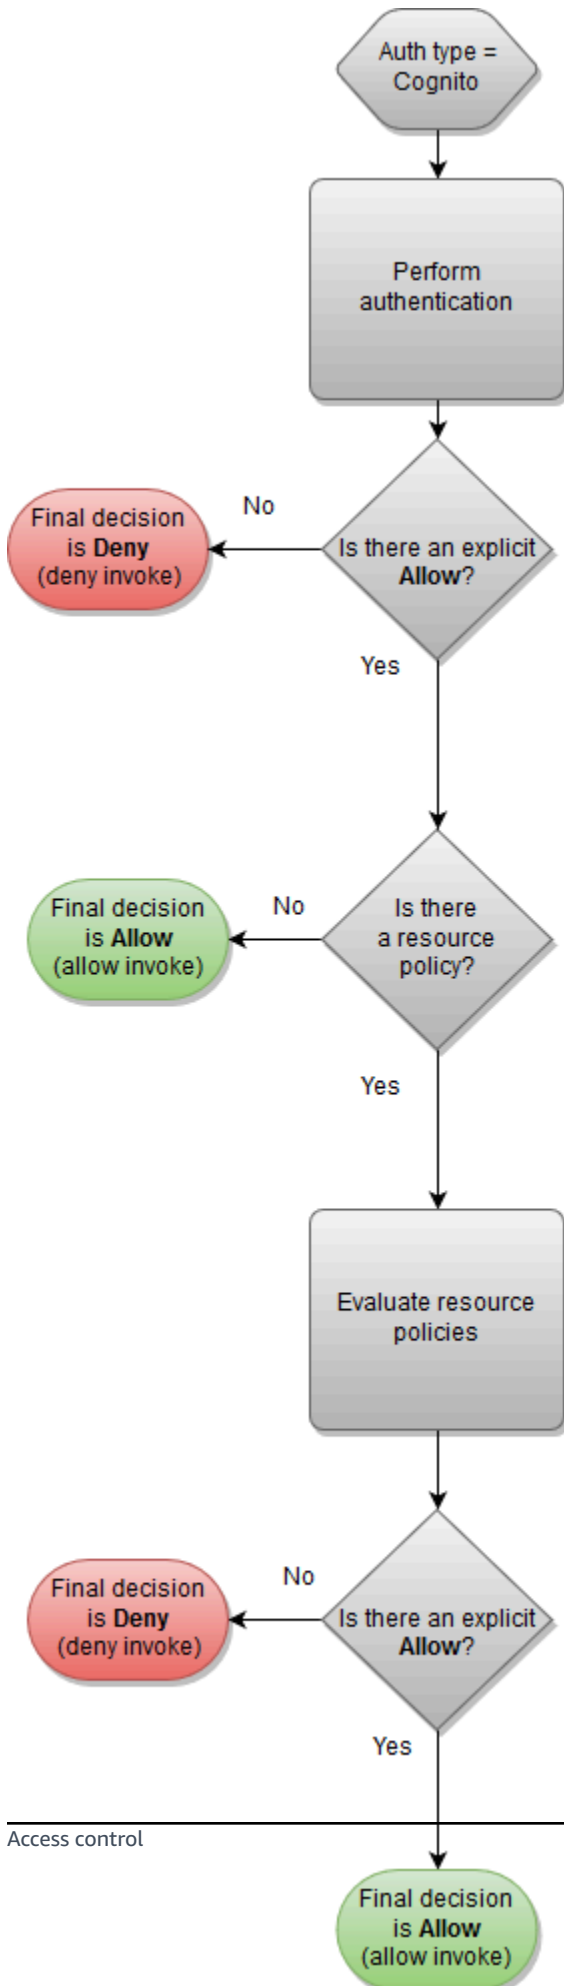 Auth type =
Cognito
Perform
authentication
Is there an explicit
Allow?
No
Final decision
is Deny
(deny invoke)
Yes
Is there
a resource
policy?
No
Final decision
is Allow
(allow invoke)
Yes
Evaluate resource
policies
Is there an explicit
Allow?
No
Final decision
is Deny
(deny invoke)
Yes
Access control
Final decision
is Allow
(allow invoke)